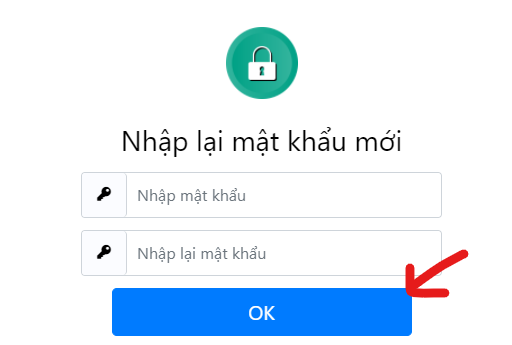 Nhập lại mật khẩu mới
Nhập mật khẩu
Nhập lại mật khẩu
OK